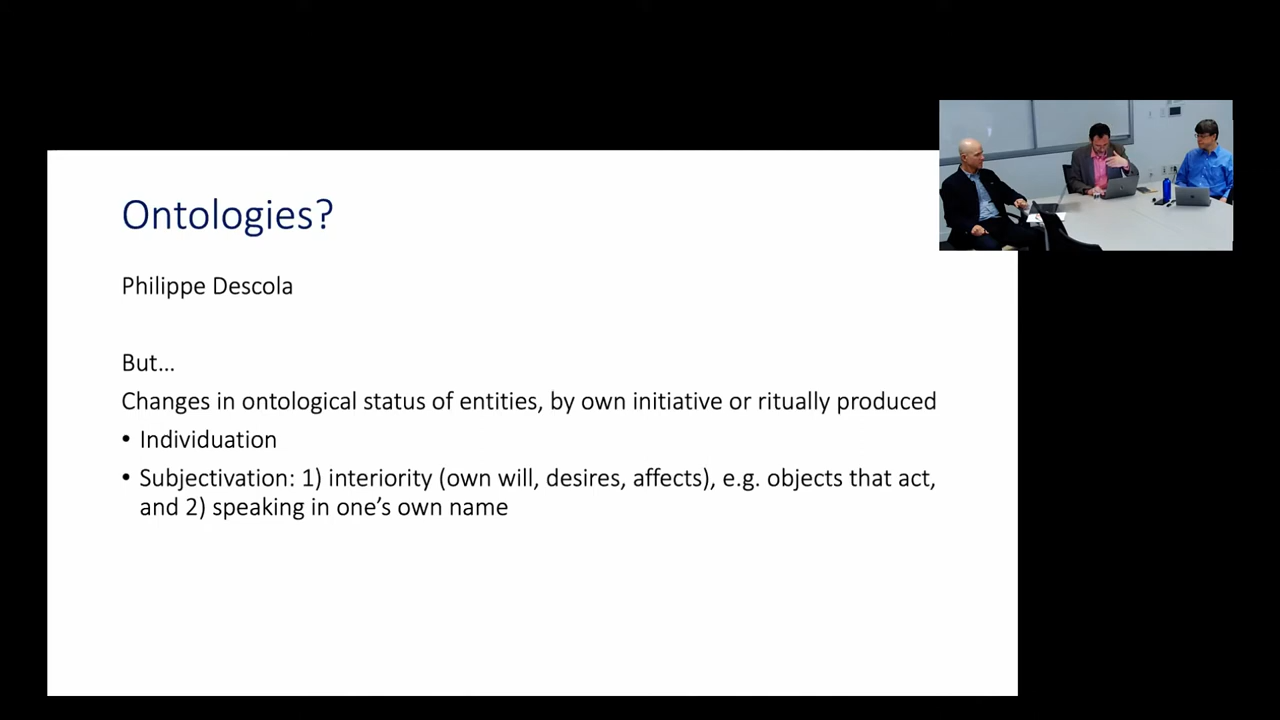 Ontologies?
Philippe Descola
But...
Changes in ontological status of entities, by own initiative or ritually produced
• Individuation
• Subjectivation: 1) interiority (own will, desires, affects), e.g. objects that act,
and 2) speaking in one’s own name